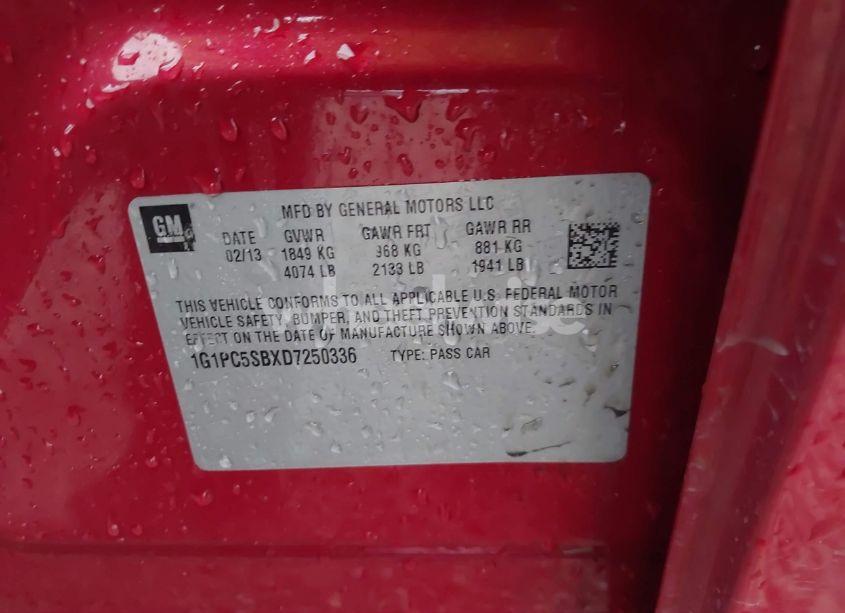 MFD BY GENERAL MOTORS LLC
GM
DATE GVWR GAWR FRT GAWR RR
02/13 1849 KG 968 KG 881 KG
4074 LB 2133 LB 1941 LB
THIS VEHICLE CONFORMS TO ALL APPLICABLE U.S. FEDERAL MOTOR
VEHICLE SAFETY, BUMPER, AND THEFT PREVENTION STANDARDS IN
EFFECT ON THE DATE OF MANUFACTURE SHOWN ABOVE.
1G1PC5SBXD7250336 TYPE: PASS CAR